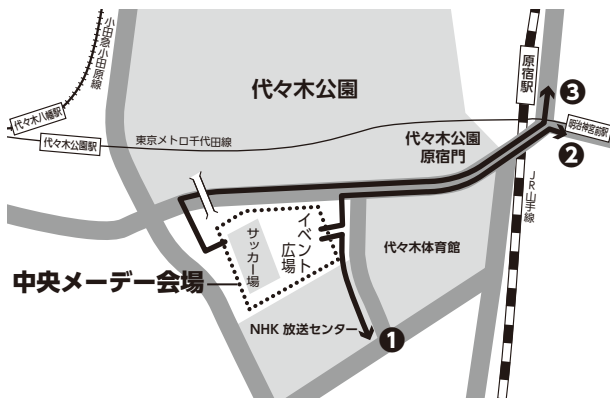 小田急小田原線
代々木八幡駅
代々木公園駅
東京メトロ千代田線
代々木公園
代々木公園
原宿門
原宿駅
❸
明治神宮前駅
❷
JR山手線
イベント
広場
サッカー場
代々木体育館
中央メーデー会場
NHK 放送センター
❶